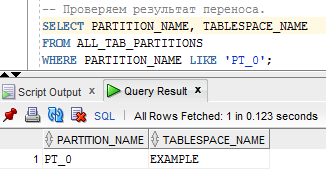 -- Проверяем результат переноса.
SELECT PARTITION_NAME, TABLESPACE_NAME
FROM ALL_TAB_PARTITIONS
WHERE PARTITION_NAME LIKE 'PT_0';
Script Output x Query Result x
SQL | All Rows Fetched: 1 in 0.123 seconds
PARTITION_NAME TABLESPACE_NAME
1 PT_0 EXAMPLE